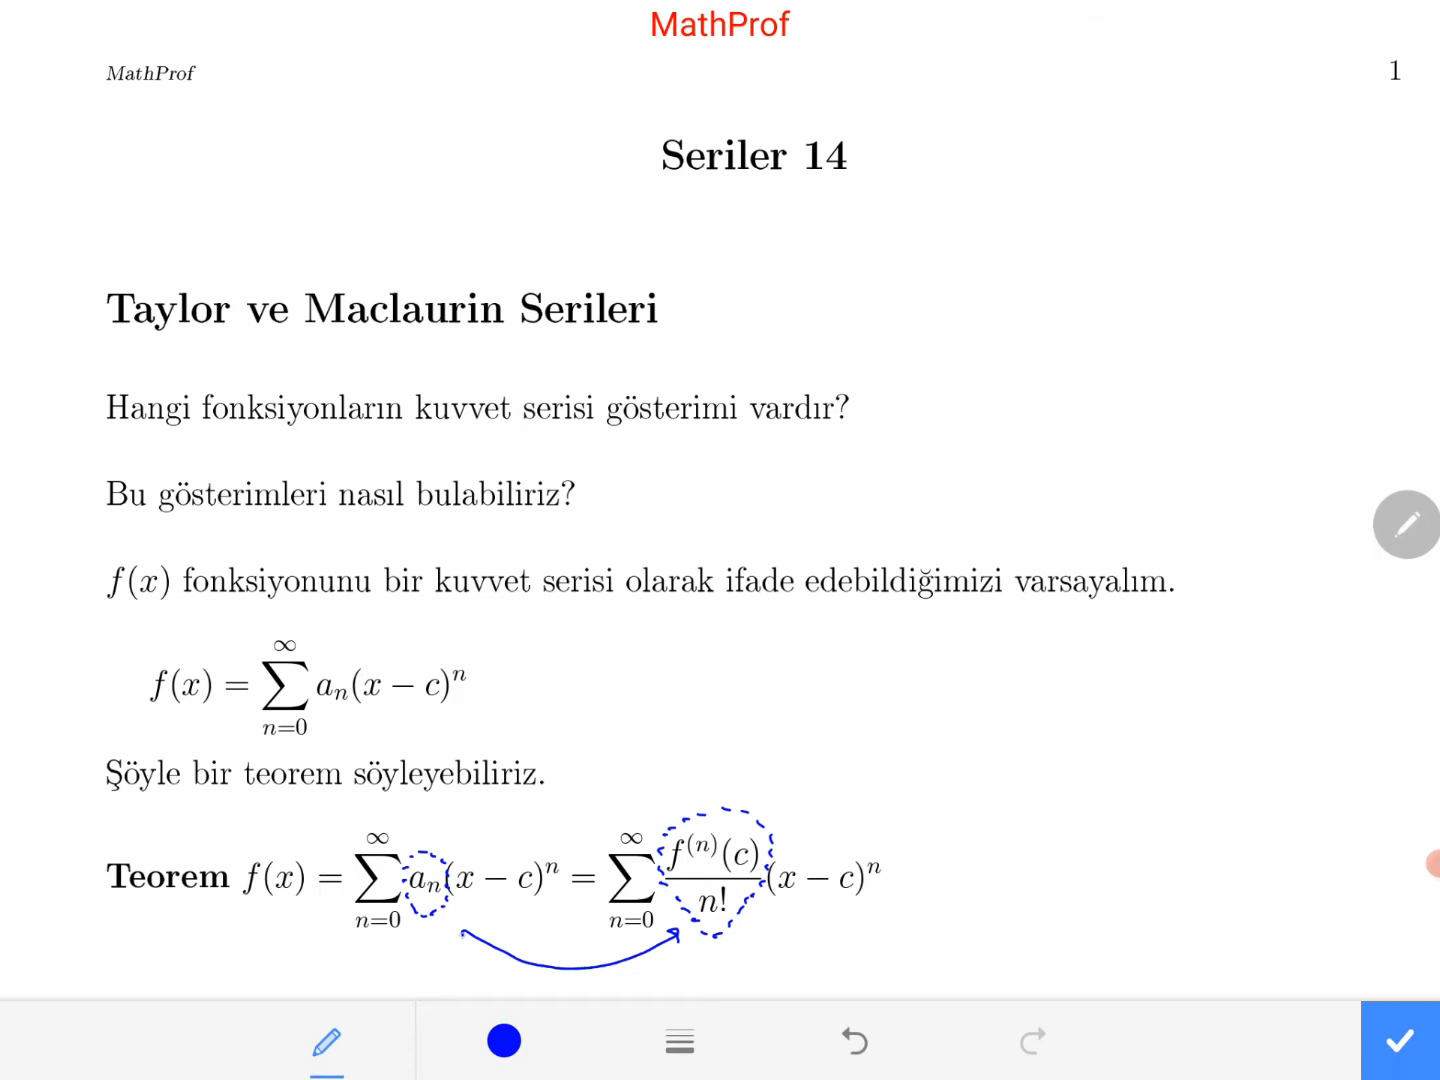 MathProf
MathProf 1
Seriler 14
Taylor ve Maclaurin Serileri
Hangi fonksiyonların kuvvet serisi gösterimi vardır?
Bu gösterimleri nasıl bulabiliriz?
f(x) fonksiyonunu bir kuvvet serisi olarak ifade edebildiğimizi varsayalım.
f(x) = ∑_{n=0}^{∞} a_n(x − c)^n
Şöyle bir teorem söyleyebiliriz.
Teorem f(x) = ∑_{n=0}^{∞} a_n(x − c)^n = ∑_{n=0}^{∞} \frac{f^{(n)}(c)}{n!}(x − c)^n